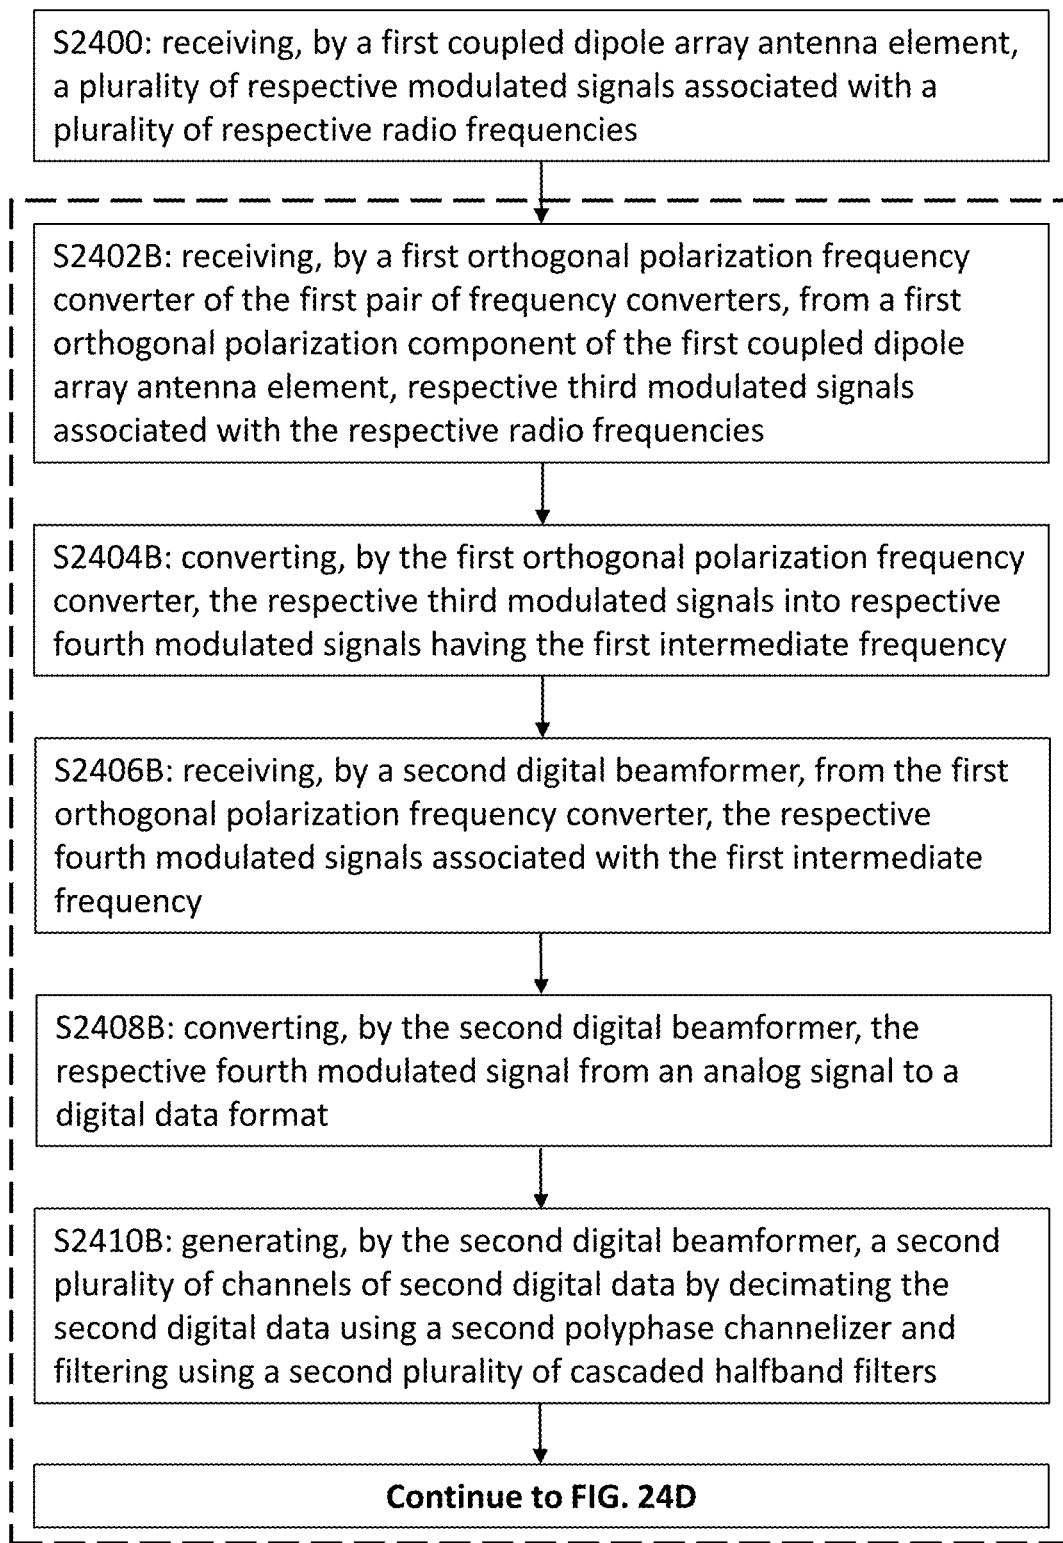 S2400: receiving, by a first coupled dipole array antenna element,
a plurality of respective modulated signals associated with a
plurality of respective radio frequencies
S2402B: receiving, by a first orthogonal polarization frequency
converter of the first pair of frequency converters, from a first
orthogonal polarization component of the first coupled dipole
array antenna element, respective third modulated signals
associated with the respective radio frequencies
S2404B: converting, by the first orthogonal polarization frequency
converter, the respective third modulated signals into respective
fourth modulated signals having the first intermediate frequency
S2406B: receiving, by a second digital beamformer, from the first
orthogonal polarization frequency converter, the respective
fourth modulated signals associated with the first intermediate
frequency
S2408B: converting, by the second digital beamformer, the
respective fourth modulated signal from an analog signal to a
digital data format
S2410B: generating, by the second digital beamformer, a second
plurality of channels of second digital data by decimating the
second digital data using a second polyphase channelizer and
filtering using a second plurality of cascaded halfband filters
Continue to FIG. 24D